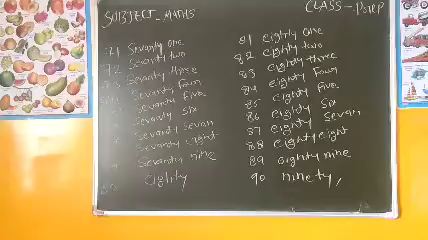 SUBJECT - MATHS
CLASS - PREP
71 Seventy one
72 Seventy two
73 Seventy three
Seventy four
Seventy five
Seventy six
Seventy seven
Seventy eight
Seventy nine
80 Eighty
81 eighty one
82 eighty two
83 eighty three
84 eighty four
85 eighty five
86 eighty six
87 eighty seven
88 eighty eight
89 eighty nine
90 ninety,